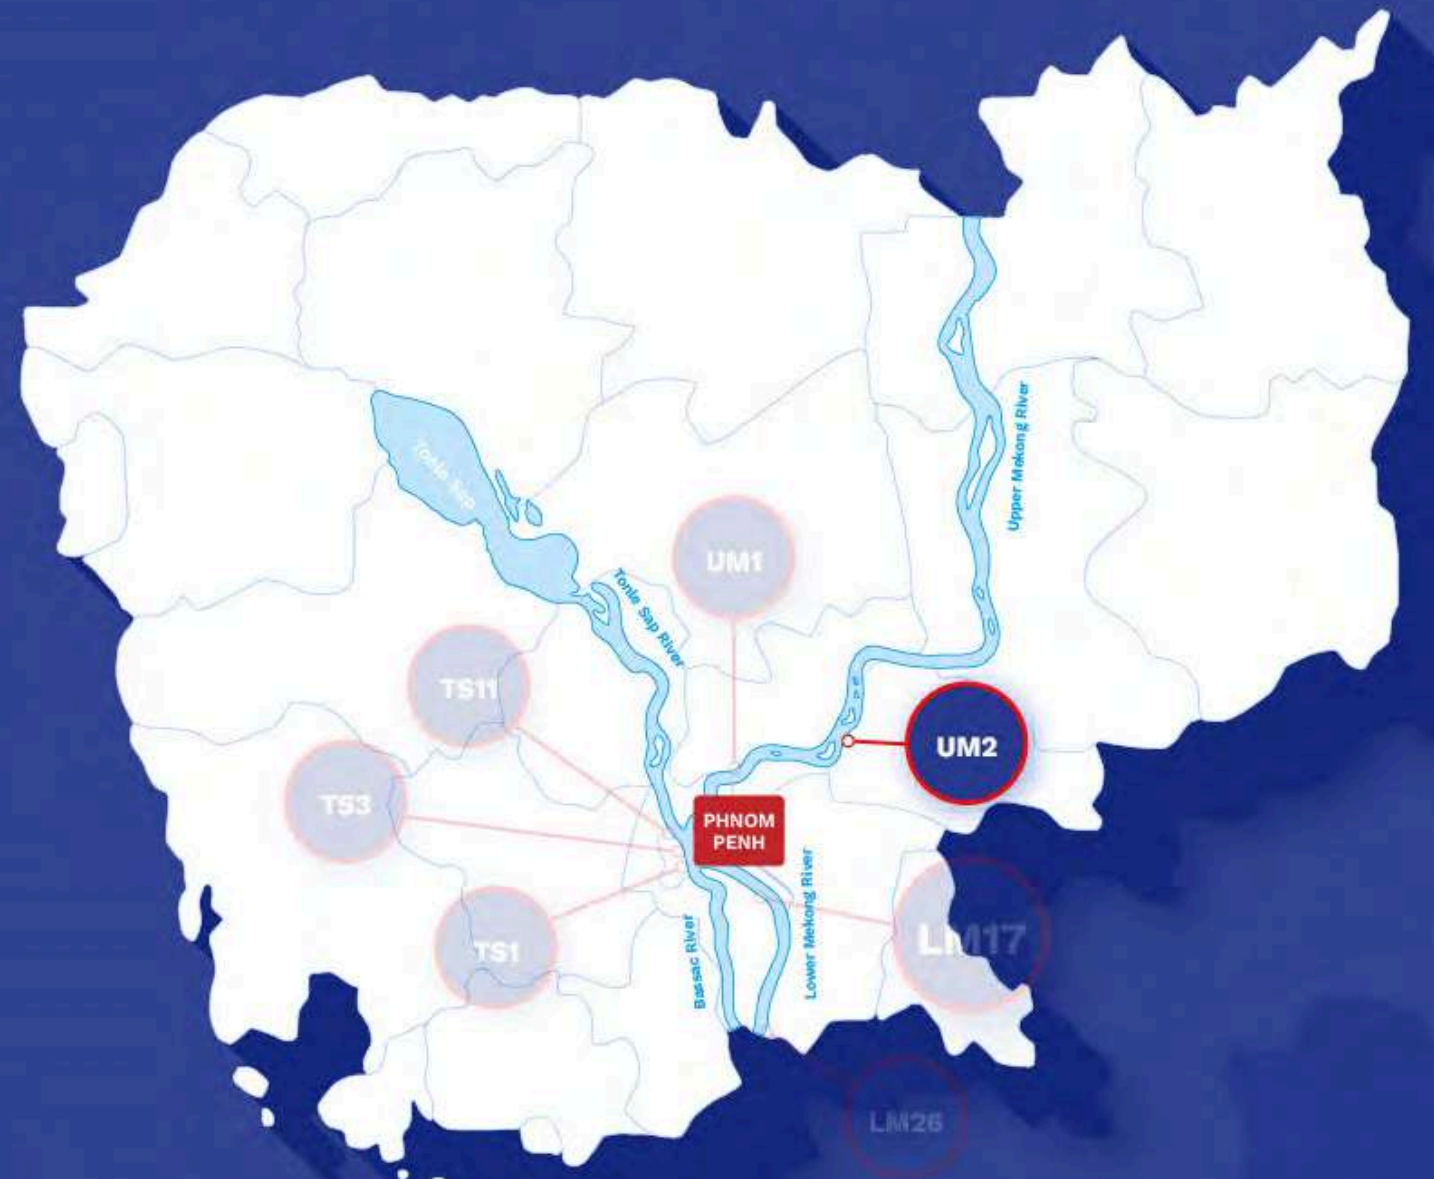 Upper Mekong River
Tonle Sap
UM1
Tonle Sap River
TS11
UM2
TS3
PHNOM
PENH
Lower Mekong River
Bassac River
LM17
TS1
LM26